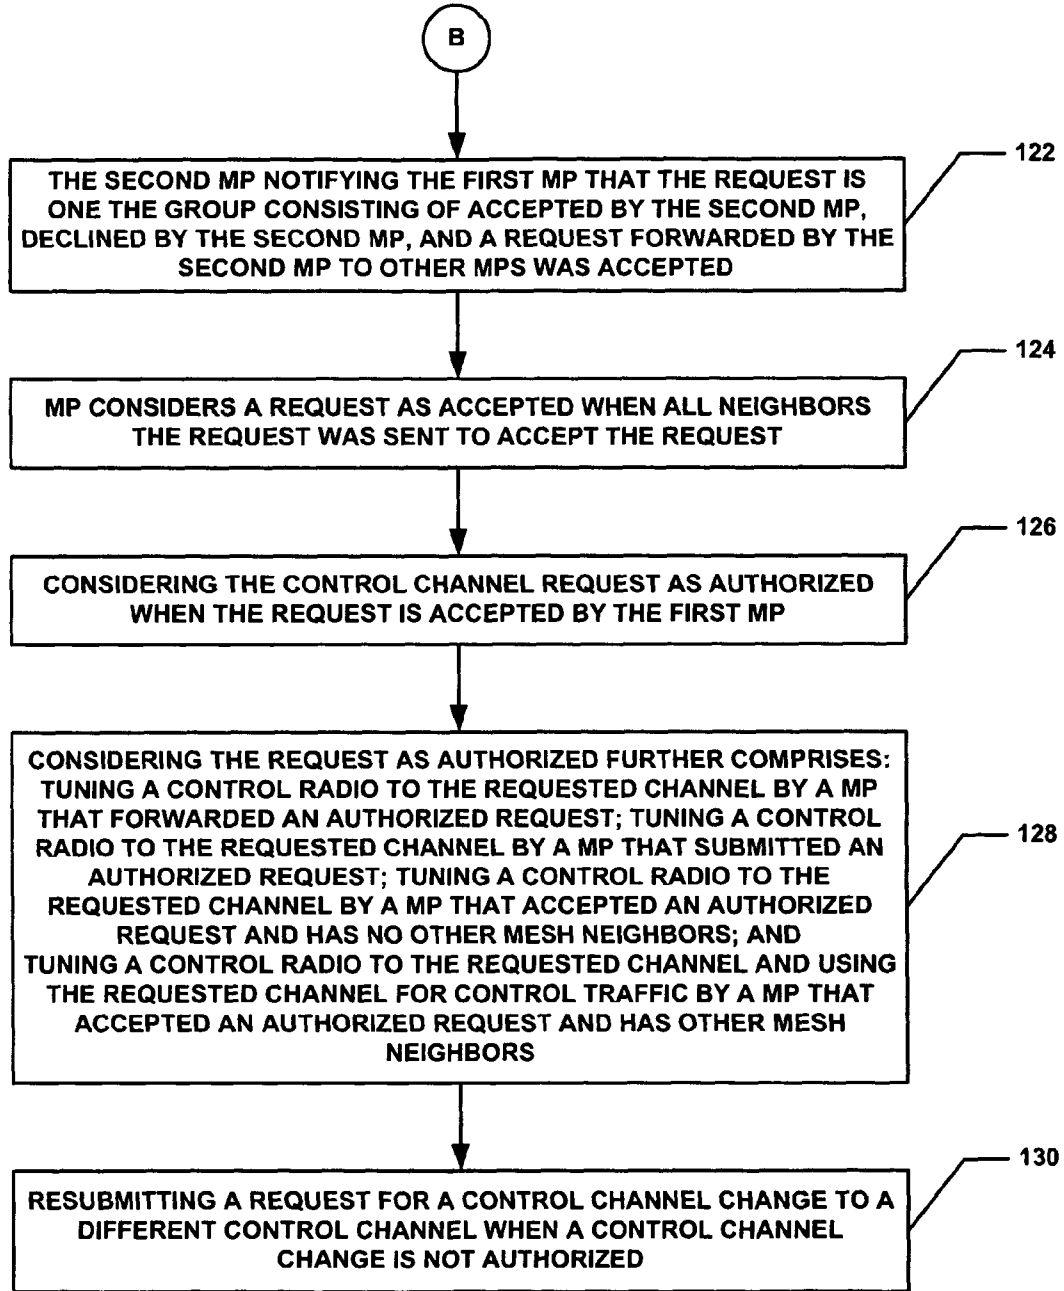 B
THE SECOND MP NOTIFYING THE FIRST MP THAT THE REQUEST IS
ONE THE GROUP CONSISTING OF ACCEPTED BY THE SECOND MP,
DECLINED BY THE SECOND MP, AND A REQUEST FORWARDED BY THE
SECOND MP TO OTHER MPS WAS ACCEPTED
122
MP CONSIDERS A REQUEST AS ACCEPTED WHEN ALL NEIGHBORS
THE REQUEST WAS SENT TO ACCEPT THE REQUEST
124
CONSIDERING THE CONTROL CHANNEL REQUEST AS AUTHORIZED
WHEN THE REQUEST IS ACCEPTED BY THE FIRST MP
126
CONSIDERING THE REQUEST AS AUTHORIZED FURTHER COMPRISES:
TUNING A CONTROL RADIO TO THE REQUESTED CHANNEL BY A MP
THAT FORWARDED AN AUTHORIZED REQUEST; TUNING A CONTROL
RADIO TO THE REQUESTED CHANNEL BY A MP THAT SUBMITTED AN
AUTHORIZED REQUEST; TUNING A CONTROL RADIO TO THE
REQUESTED CHANNEL BY A MP THAT ACCEPTED AN AUTHORIZED
REQUEST AND HAS NO OTHER MESH NEIGHBORS; AND
TUNING A CONTROL RADIO TO THE REQUESTED CHANNEL AND USING
THE REQUESTED CHANNEL FOR CONTROL TRAFFIC BY A MP THAT
ACCEPTED AN AUTHORIZED REQUEST AND HAS OTHER MESH
NEIGHBORS
128
RESUBMITTING A REQUEST FOR A CONTROL CHANNEL CHANGE TO A
DIFFERENT CONTROL CHANNEL WHEN A CONTROL CHANNEL
CHANGE IS NOT AUTHORIZED
130